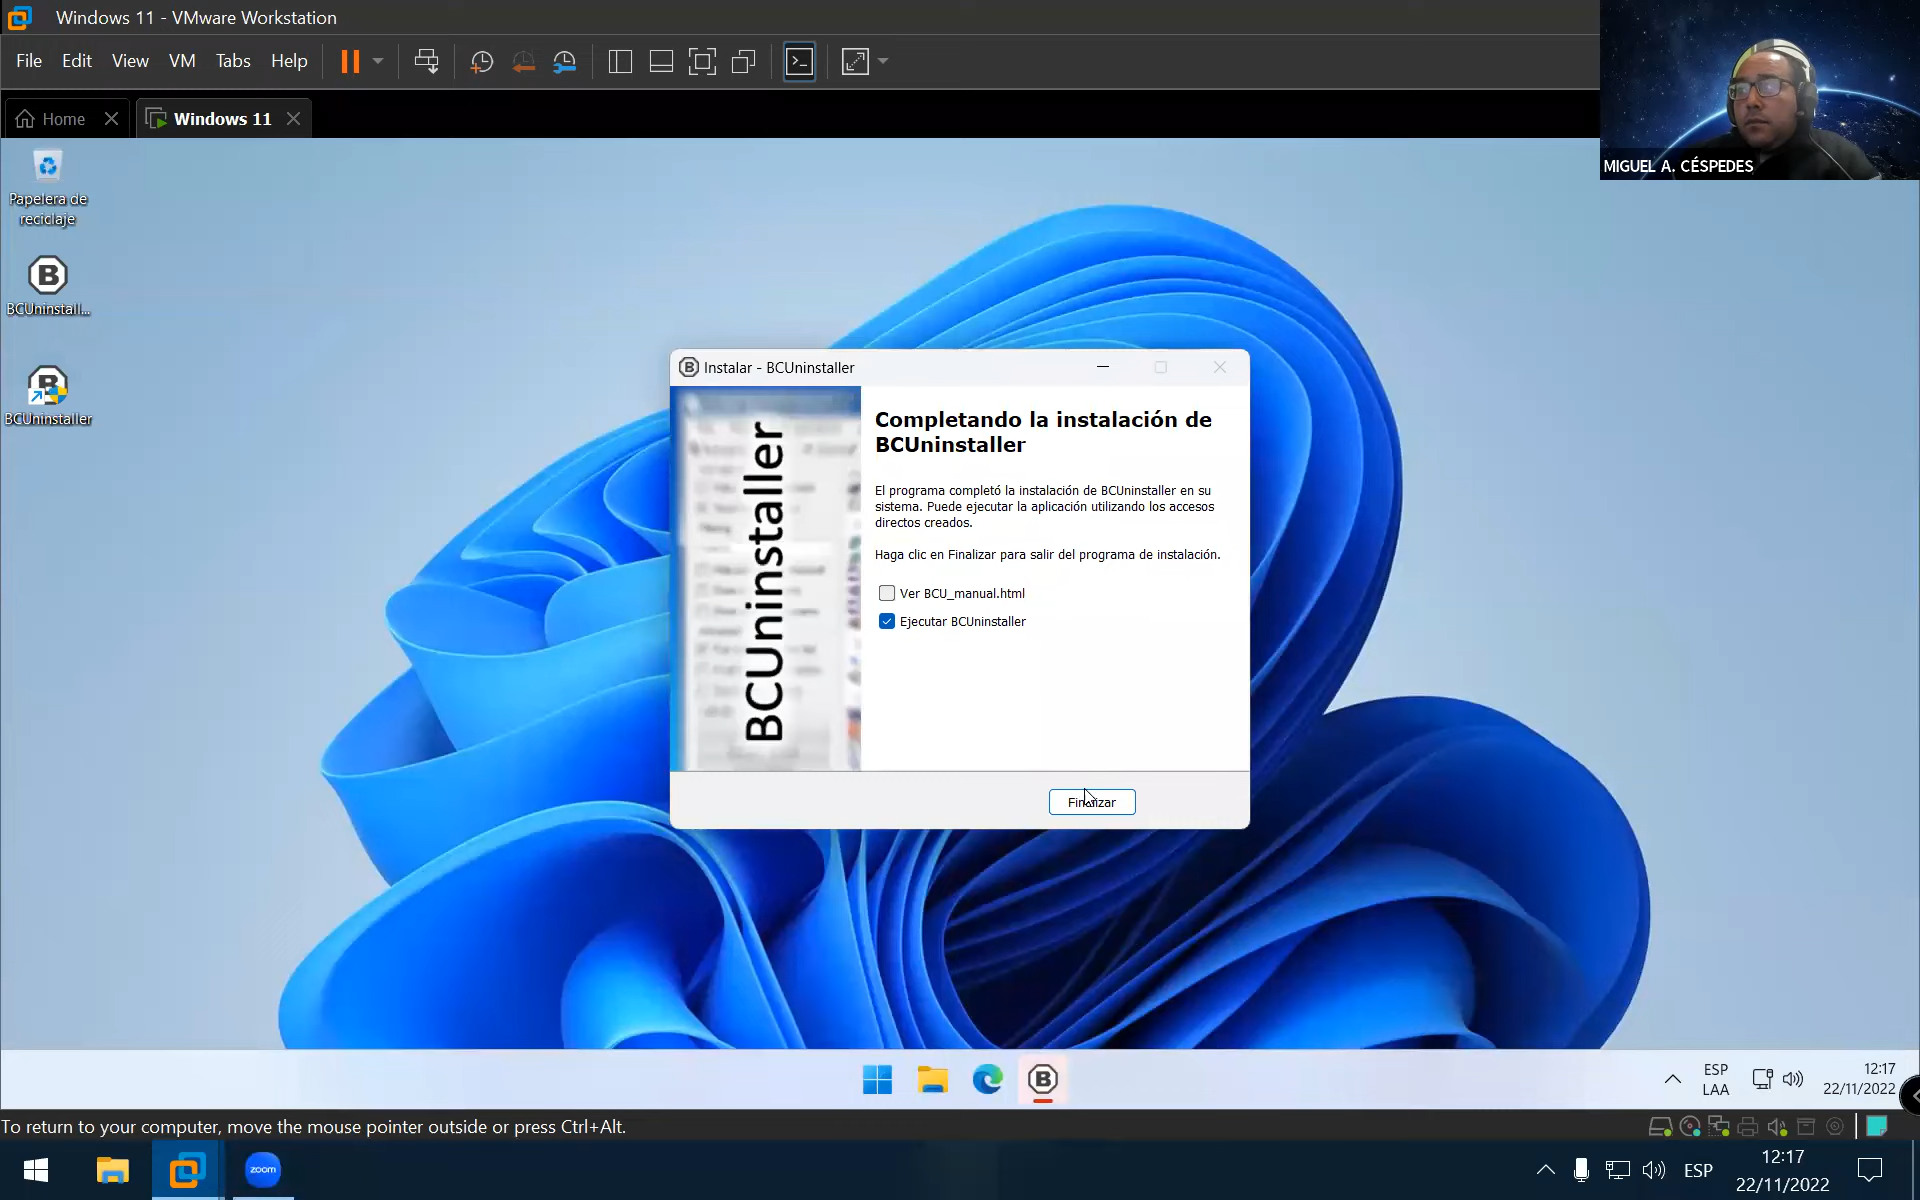 Windows 11 - VMware Workstation
File Edit View VM Tabs Help
Home
Windows 11
MIGUEL A. CÉSPEDES
Papelera de
reciclaje
BCUninstall...
BCUninstaller
Instalar - BCUninstaller
BCUninstaller
Completando la instalación de
BCUninstaller
El programa completó la instalación de BCUninstaller en su
sistema. Puede ejecutar la aplicación utilizando los accesos
directos creados.
Haga clic en Finalizar para salir del programa de instalación.
Ver BCU_manual.html
Ejecutar BCUninstaller
Finalizar
ESP
LAA
12:17
22/11/2022
To return to your computer, move the mouse pointer outside or press Ctrl+Alt.
zoom
ESP
12:17
22/11/2022